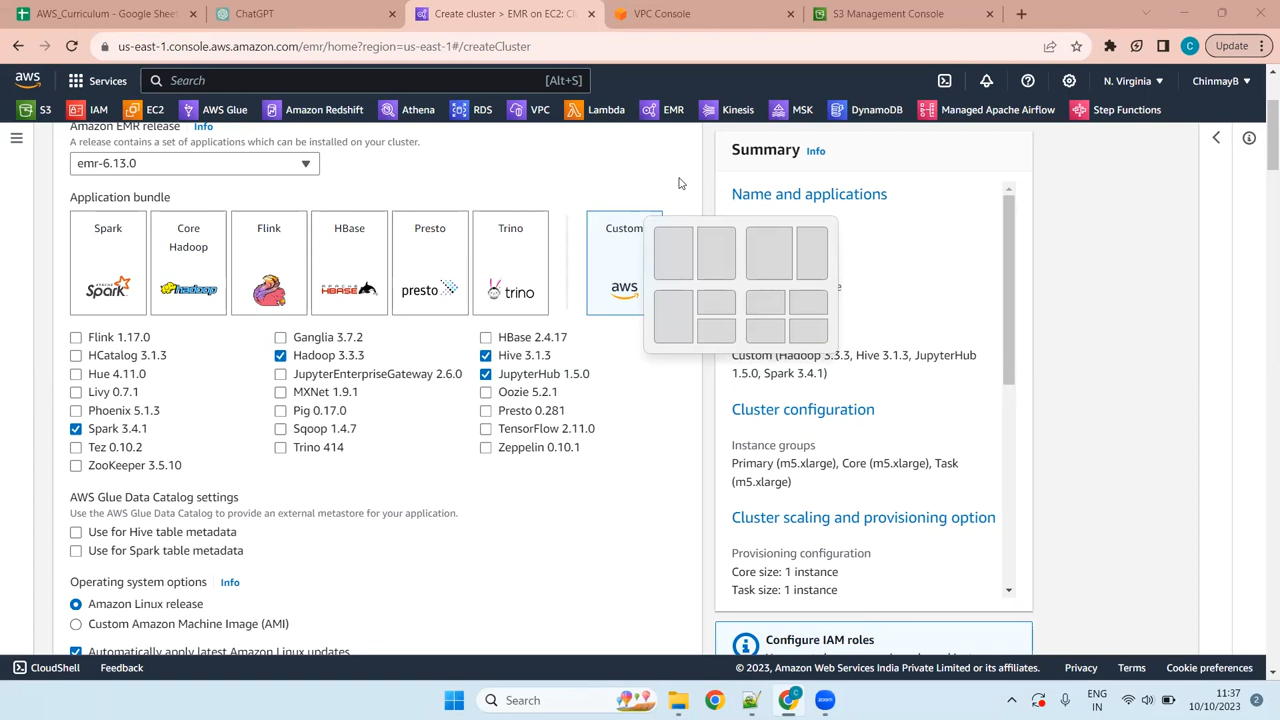 AWS_Curriculum - Google Sheet
ChatGPT
Create cluster > EMR on EC2: Cl
VPC Console
S3 Management Console
us-east-1.console.aws.amazon.com/emr/home?region=us-east-1#/createCluster
C
Update
aws
Services
Search
[Alt+S]
N. Virginia
ChinmayB
S3
IAM
EC2
AWS Glue
Amazon Redshift
Athena
RDS
VPC
Lambda
EMR
Kinesis
MSK
DynamoDB
Managed Apache Airflow
Step Functions
Amazon EMR release Info
A release contains a set of applications which can be installed on your cluster.
emr-6.13.0
Application bundle
Spark
Core Hadoop
Flink
HBase
Presto
Trino
Custom
Spark
hadoop
HBASE
presto
trino
aws
Flink 1.17.0
Ganglia 3.7.2
HBase 2.4.17
HCatalog 3.1.3
Hadoop 3.3.3
Hive 3.1.3
Hue 4.11.0
JupyterEnterpriseGateway 2.6.0
JupyterHub 1.5.0
Livy 0.7.1
MXNet 1.9.1
Oozie 5.2.1
Phoenix 5.1.3
Pig 0.17.0
Presto 0.281
Spark 3.4.1
Sqoop 1.4.7
TensorFlow 2.11.0
Tez 0.10.2
Trino 414
Zeppelin 0.10.1
ZooKeeper 3.5.10
AWS Glue Data Catalog settings
Use the AWS Glue Data Catalog to provide an external metastore for your application.
Use for Hive table metadata
Use for Spark table metadata
Operating system options Info
Amazon Linux release
Custom Amazon Machine Image (AMI)
Automatically apply latest Amazon Linux updates
Summary Info
Name and applications
Custom (Hadoop 3.3.3, Hive 3.1.3, JupyterHub
1.5.0, Spark 3.4.1)
Cluster configuration
Instance groups
Primary (m5.xlarge), Core (m5.xlarge), Task
(m5.xlarge)
Cluster scaling and provisioning option
Provisioning configuration
Core size: 1 instance
Task size: 1 instance
Configure IAM roles
CloudShell
Feedback
© 2023, Amazon Web Services India Private Limited or its affiliates.
Privacy
Terms
Cookie preferences
Search
C
ENG
IN
11:37
10/10/2023
2